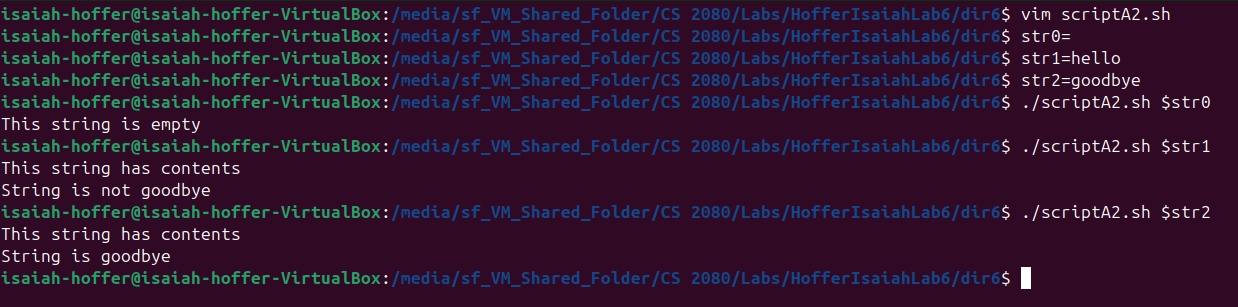 isaiah-hoffer@isaiah-hoffer-VirtualBox:/media/sf_VM_Shared_Folder/CS 2080/Labs/HofferIsaiahLab6/dir6$ vim scriptA2.sh
isaiah-hoffer@isaiah-hoffer-VirtualBox:/media/sf_VM_Shared_Folder/CS 2080/Labs/HofferIsaiahLab6/dir6$ str0=
isaiah-hoffer@isaiah-hoffer-VirtualBox:/media/sf_VM_Shared_Folder/CS 2080/Labs/HofferIsaiahLab6/dir6$ str1=hello
isaiah-hoffer@isaiah-hoffer-VirtualBox:/media/sf_VM_Shared_Folder/CS 2080/Labs/HofferIsaiahLab6/dir6$ str2=goodbye
isaiah-hoffer@isaiah-hoffer-VirtualBox:/media/sf_VM_Shared_Folder/CS 2080/Labs/HofferIsaiahLab6/dir6$ ./scriptA2.sh $str0
This string is empty
isaiah-hoffer@isaiah-hoffer-VirtualBox:/media/sf_VM_Shared_Folder/CS 2080/Labs/HofferIsaiahLab6/dir6$ ./scriptA2.sh $str1
This string has contents
String is not goodbye
isaiah-hoffer@isaiah-hoffer-VirtualBox:/media/sf_VM_Shared_Folder/CS 2080/Labs/HofferIsaiahLab6/dir6$ ./scriptA2.sh $str2
This string has contents
String is goodbye
isaiah-hoffer@isaiah-hoffer-VirtualBox:/media/sf_VM_Shared_Folder/CS 2080/Labs/HofferIsaiahLab6/dir6$